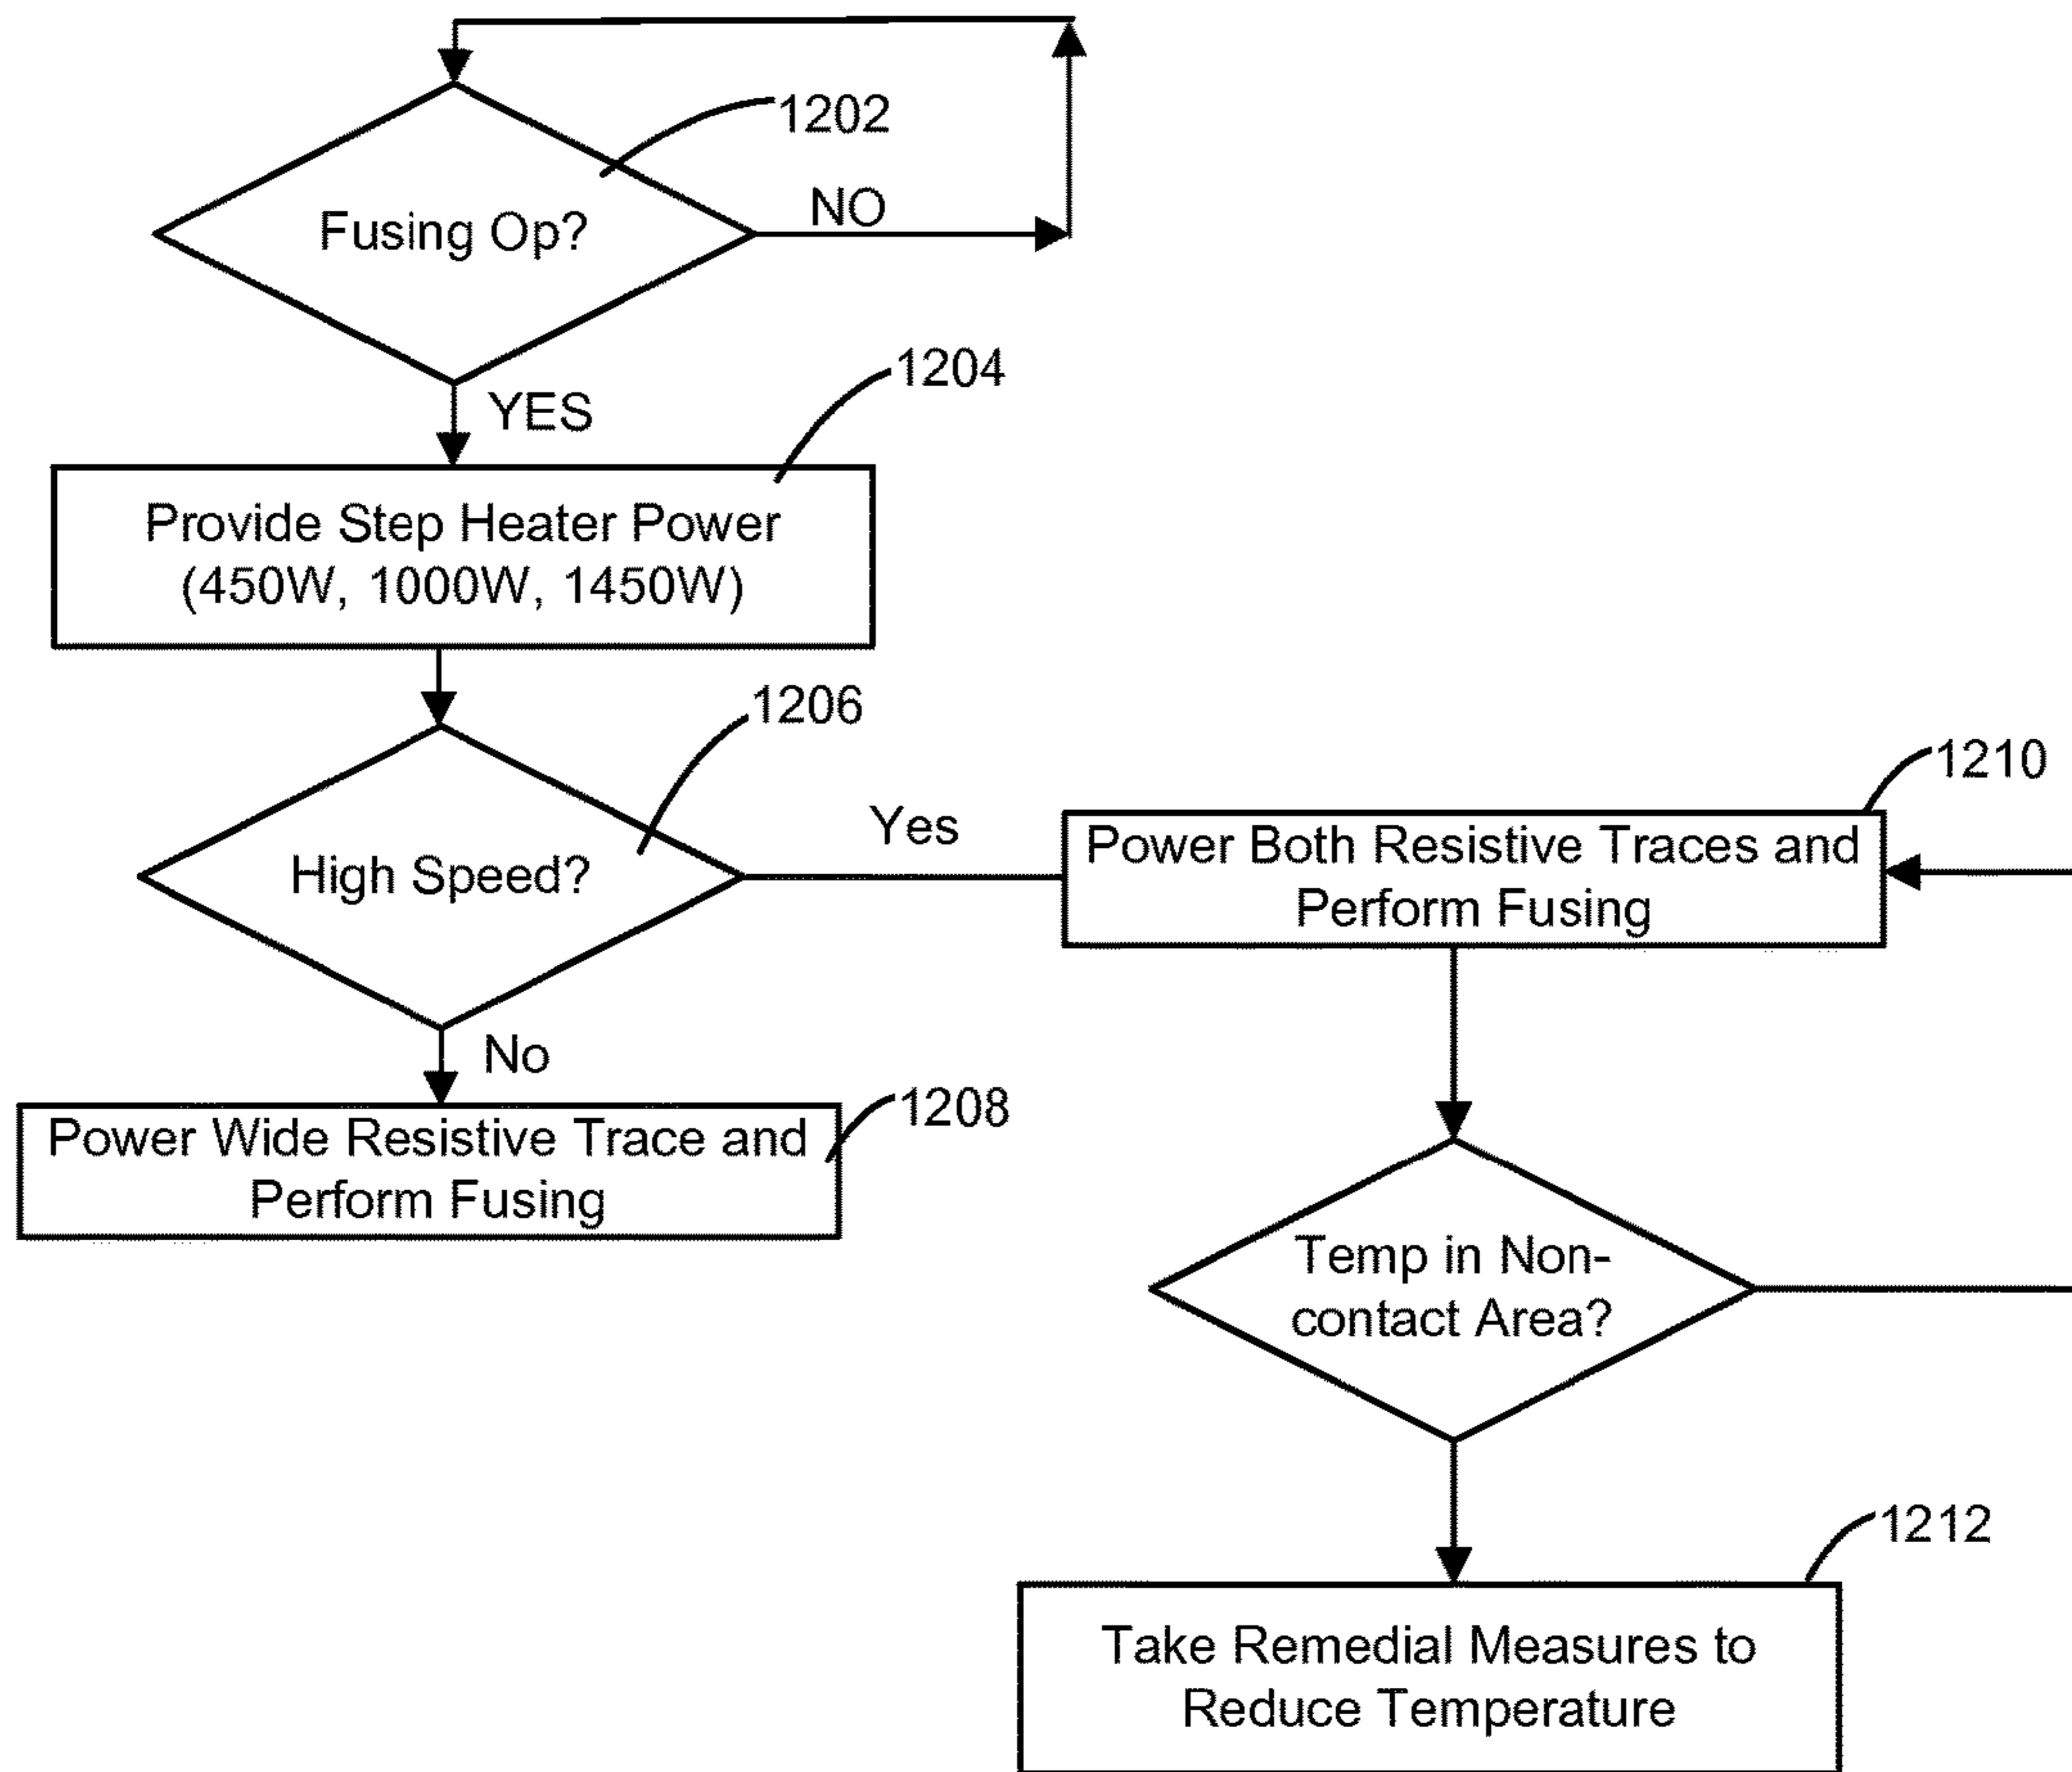 1202
Fusing Op?
NO
YES
1204
Provide Step Heater Power
(450W, 1000W, 1450W)
1206
High Speed?
Yes
No
1210
Power Both Resistive Traces and
Perform Fusing
1208
Power Wide Resistive Trace and
Perform Fusing
Temp in Non-
contact Area?
1212
Take Remedial Measures to
Reduce Temperature